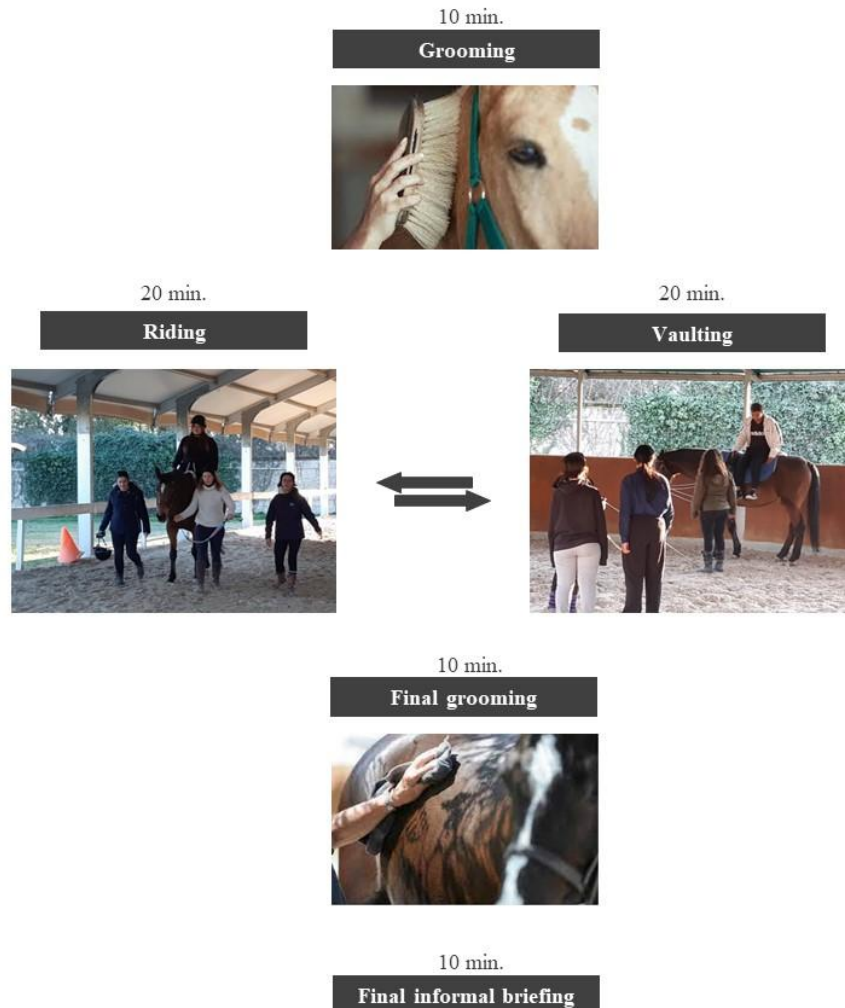 10 min.
Grooming
20 min.
Riding
20 min.
Vaulting
10 min.
Final grooming
10 min.
Final informal briefing